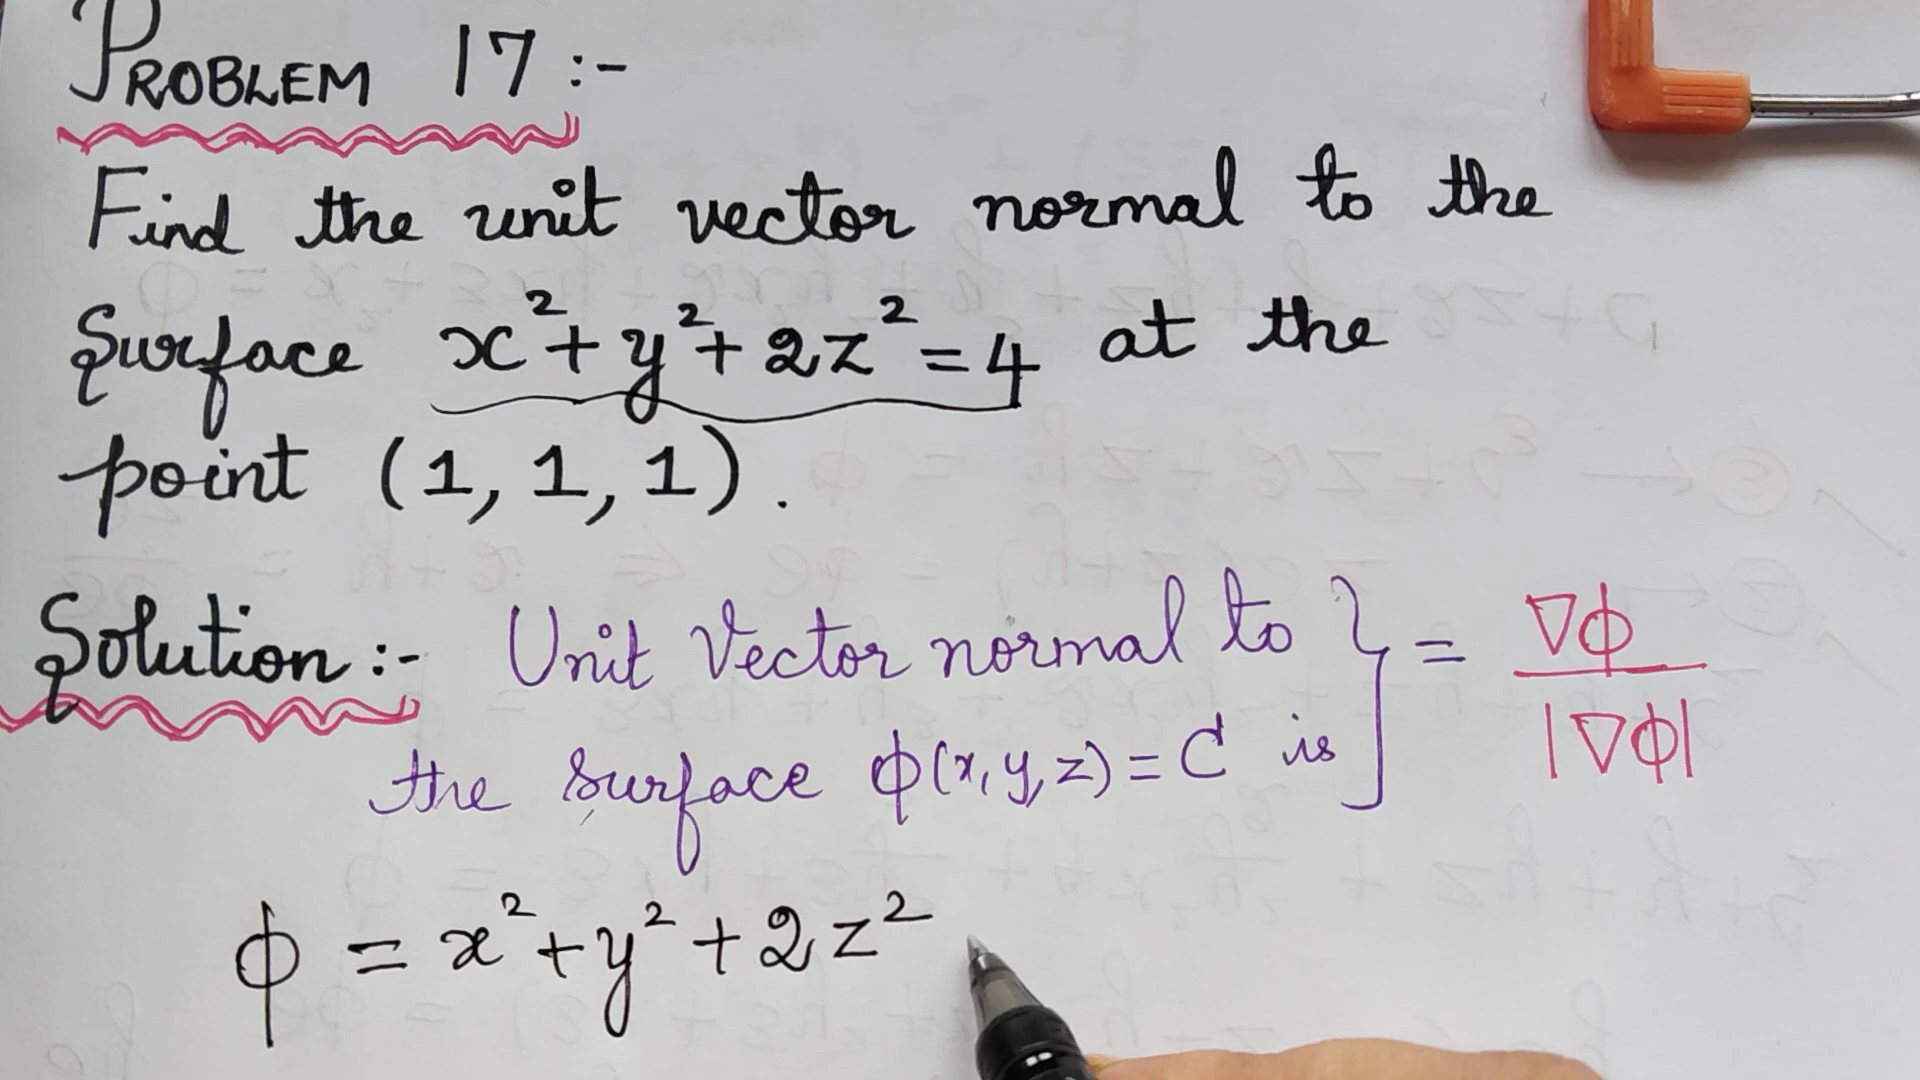 PROBLEM 17 :-
Find the unit vector normal to the
Surface x²+y²+2z²=4 at the
point (1, 1, 1).
Solution :- Unit Vector normal to } = ∇ϕ
the surface ϕ(x,y,z)=C is |∇ϕ|
ϕ = x²+y²+2z²